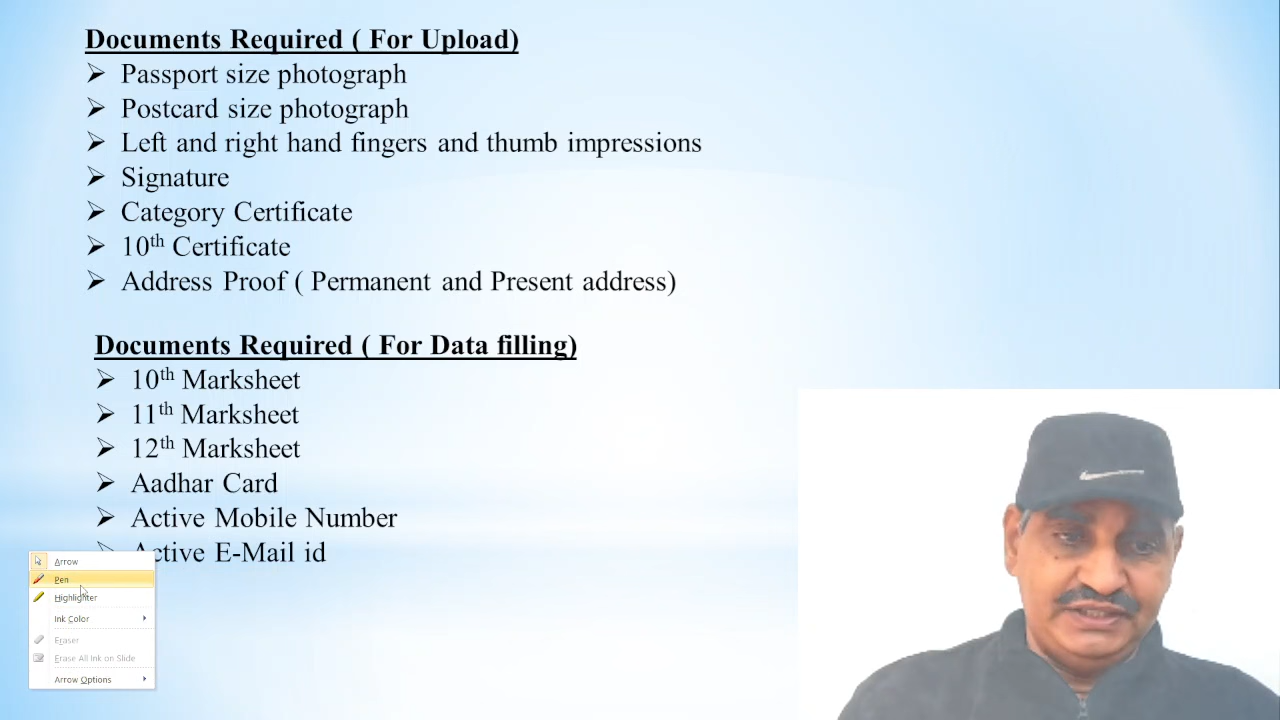 Documents Required ( For Upload)
➢ Passport size photograph
➢ Postcard size photograph
➢ Left and right hand fingers and thumb impressions
➢ Signature
➢ Category Certificate
➢ 10th Certificate
➢ Address Proof ( Permanent and Present address)
Documents Required ( For Data filling)
➢ 10th Marksheet
➢ 11th Marksheet
➢ 12th Marksheet
➢ Aadhar Card
➢ Active Mobile Number
➢ Active E-Mail id
Arrow
Pen
Highlighter
Ink Color
Eraser
Erase All Ink on Slide
Arrow Options